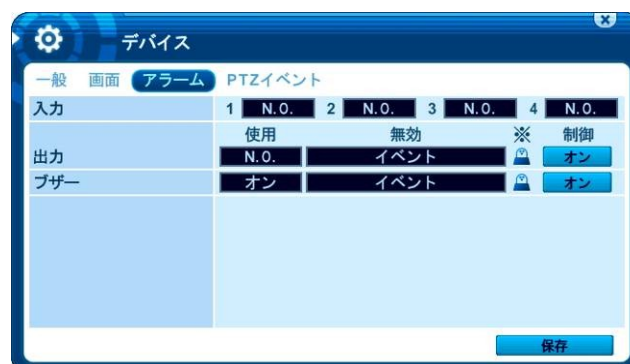 デバイス
一般 画面 アラーム PTZイベント
入力 1 N.O. 2 N.O. 3 N.O. 4 N.O.
使用 無効 ※ 制御
出力 N.O. イベント オン
ブザー オン イベント オン
保存